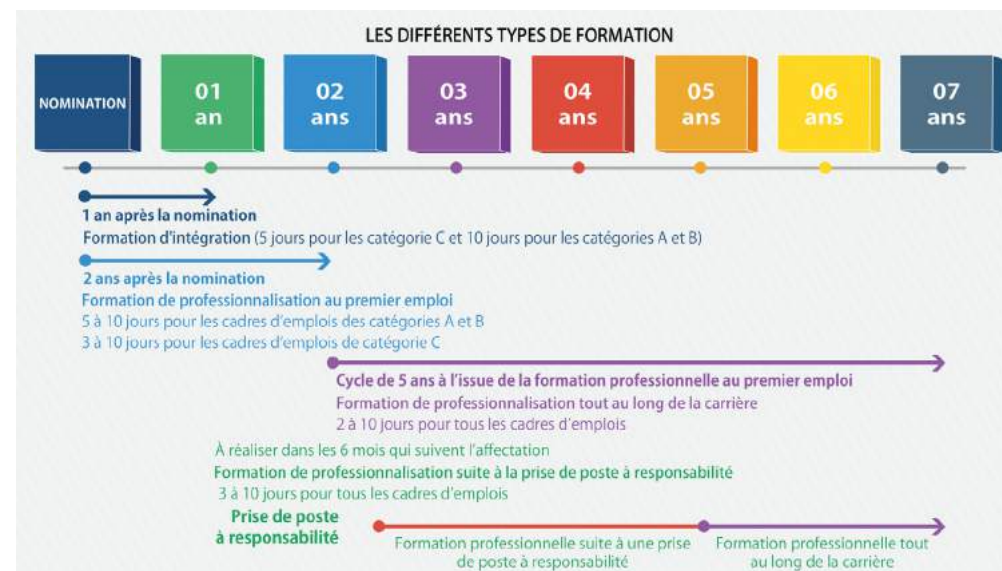 LES DIFFÉRENTS TYPES DE FORMATION
NOMINATION
01
an
02
ans
03
ans
04
ans
05
ans
06
ans
07
ans
1 an après la nomination
Formation d'intégration (5 jours pour les catégorie C et 10 jours pour les catégories A et B)
2 ans après la nomination
Formation de professionnalisation au premier emploi
5 à 10 jours pour les cadres d'emplois des catégories A et B
3 à 10 jours pour les cadres d'emplois de catégorie C
Cycle de 5 ans à l'issue de la formation professionnelle au premier emploi
Formation de professionnalisation tout au long de la carrière
2 à 10 jours pour tous les cadres d'emplois
À réaliser dans les 6 mois qui suivent l'affectation
Formation de professionnalisation suite à la prise de poste à responsabilité
3 à 10 jours pour tous les cadres d'emplois
Prise de poste
à responsabilité
Formation professionnelle suite à une prise
de poste à responsabilité
Formation professionnelle tout
au long de la carrière